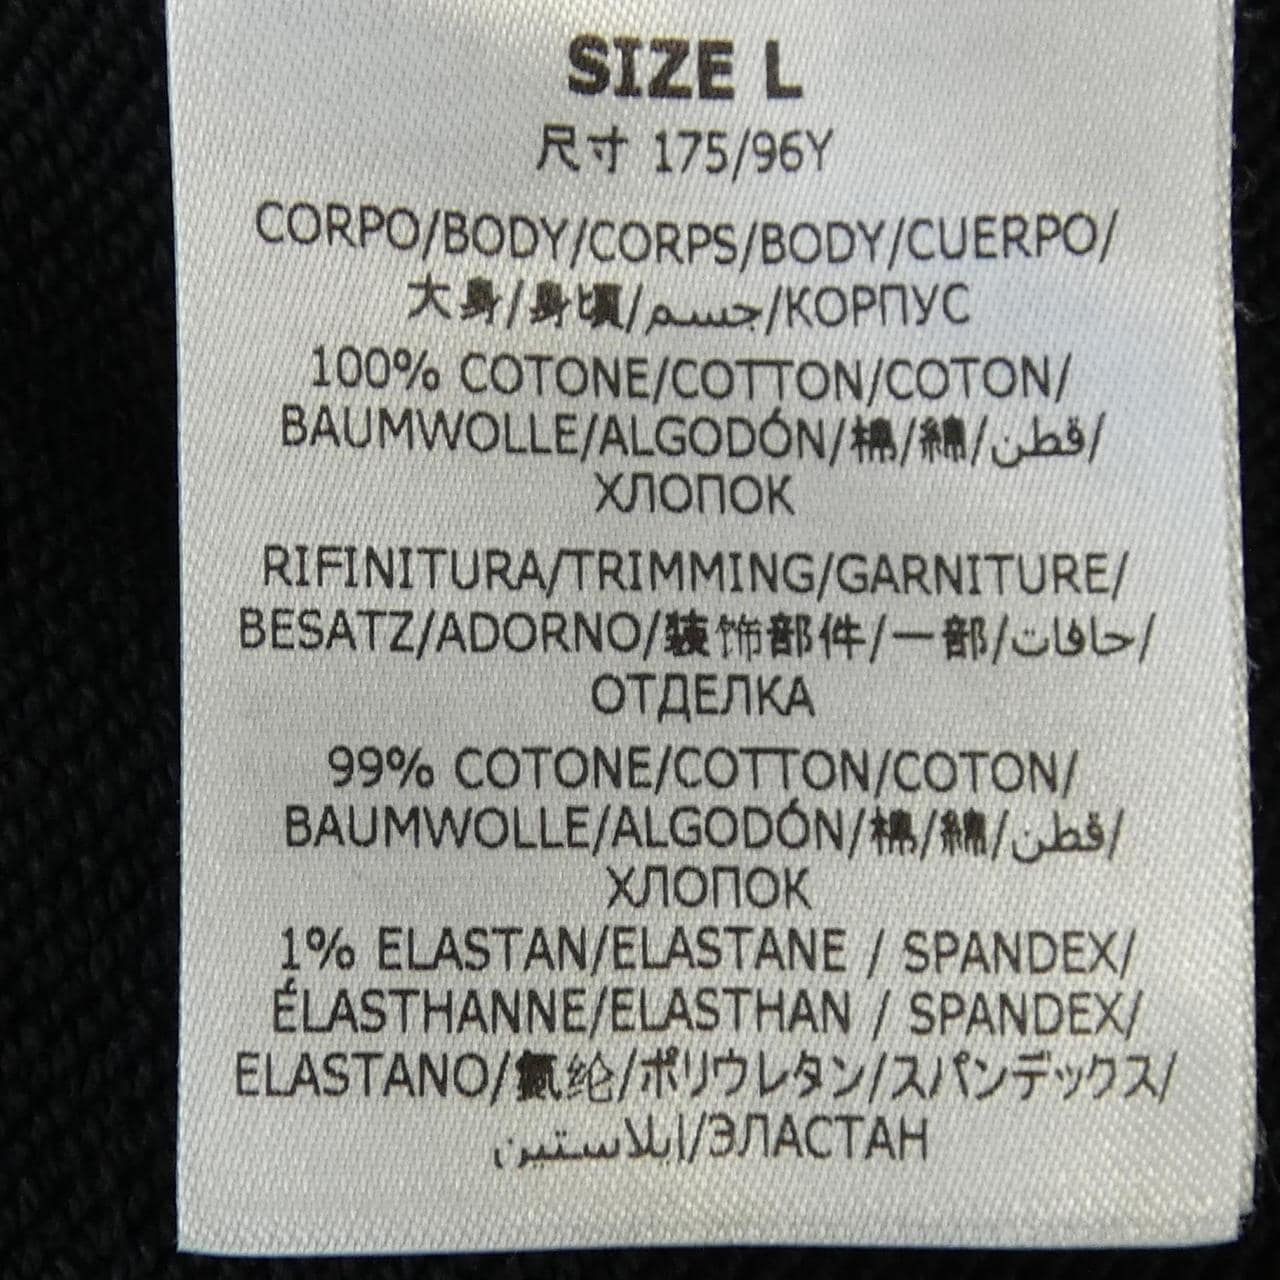 SIZE L
尺寸 175/96Y
CORPO/BODY/CORPS/BODY/CUERPO/
大身/身頃/جسم/КОРПУС
100% COTONE/COTTON/COTON/
BAUMWOLLE/ALGODÓN/棉/綿/قطن/
ХЛОПОК
RIFINITURA/TRIMMING/GARNITURE/
BESATZ/ADORNO/装饰部件/一部/حافات/
ОТДЕЛКА
99% COTONE/COTTON/COTON/
BAUMWOLLE/ALGODÓN/棉/綿/قطن/
ХЛОПОК
1% ELASTAN/ELASTANE / SPANDEX/
ÉLASTHANNE/ELASTHAN / SPANDEX/
ELASTANO/氨纶/ポリウレタン/スパンデックス/
ايلاستين/ЭЛАСТАН